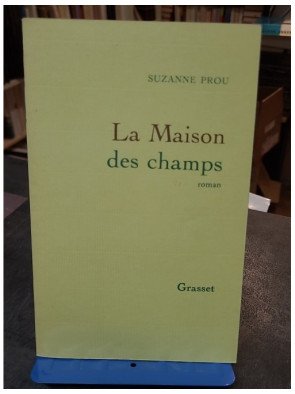 SUZANNE PROU
La Maison
des champs
roman
Grasset